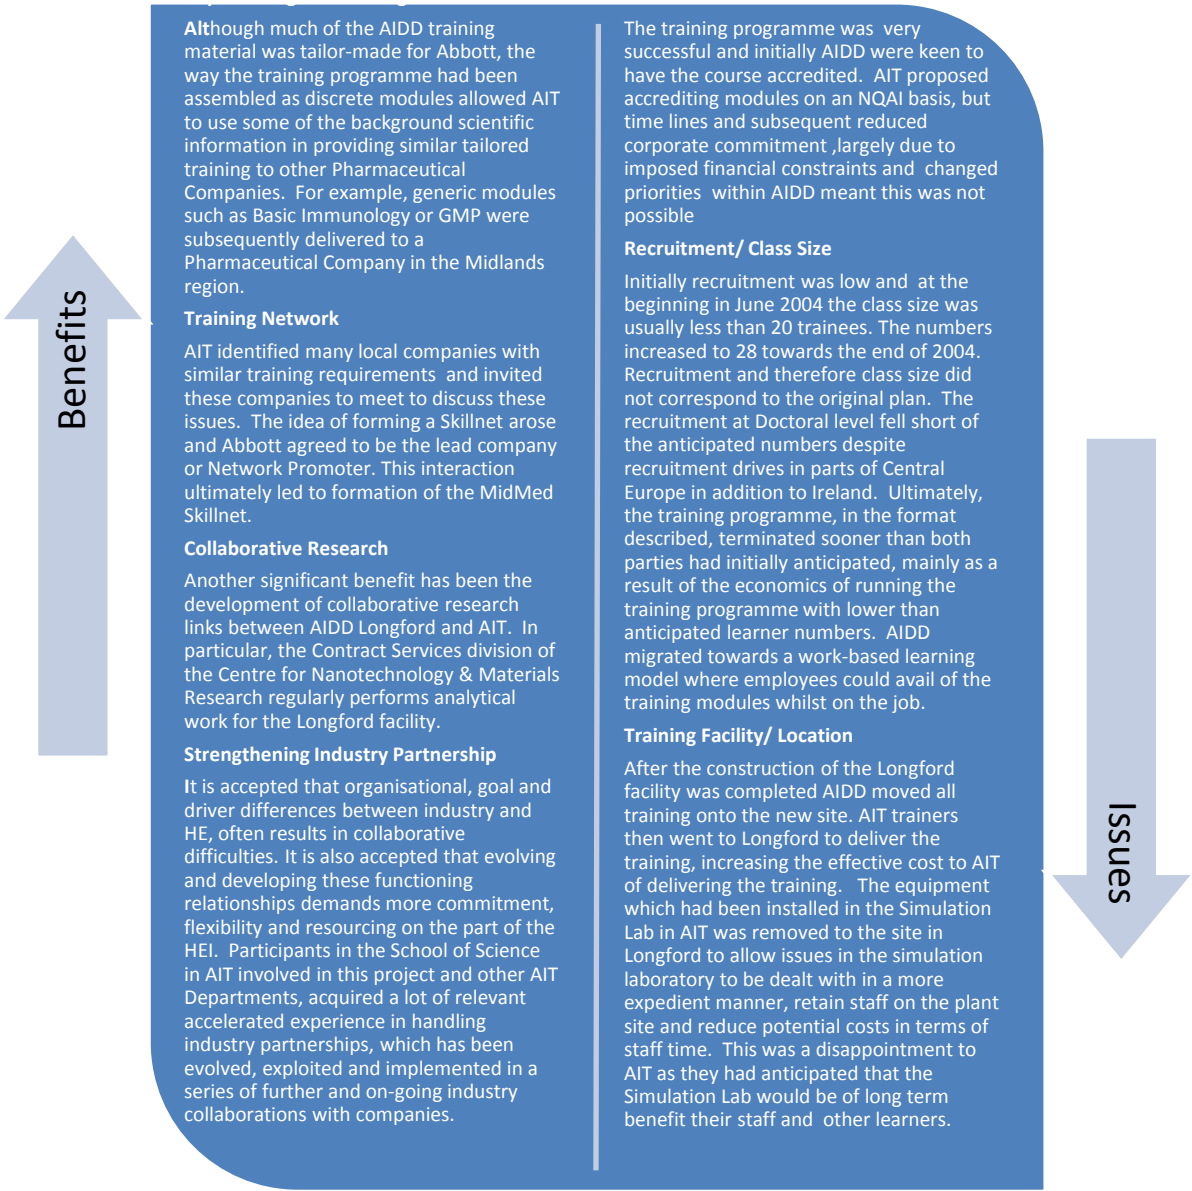 Although much of the AIDD training
material was tailor-made for Abbott, the
way the training programme had been
assembled as discrete modules allowed AIT
to use some of the background scientific
information in providing similar tailored
training to other Pharmaceutical
Companies. For example, generic modules
such as Basic Immunology or GMP were
subsequently delivered to a
Pharmaceutical Company in the Midlands
region.
Training Network
AIT identified many local companies with
similar training requirements and invited
these companies to meet to discuss these
issues. The idea of forming a Skillnet arose
and Abbott agreed to be the lead company
or Network Promoter. This interaction
ultimately led to formation of the MidMed
Skillnet.
Collaborative Research
Another significant benefit has been the
development of collaborative research
links between AIDD Longford and AIT. In
particular, the Contract Services division of
the Centre for Nanotechnology & Materials
Research regularly performs analytical
work for the Longford facility.
Strengthening Industry Partnership
It is accepted that organisational, goal and
driver differences between industry and
HE, often results in collaborative
difficulties. It is also accepted that evolving
and developing these functioning
relationships demands more commitment,
flexibility and resourcing on the part of the
HEI. Participants in the School of Science
in AIT involved in this project and other AIT
Departments, acquired a lot of relevant
accelerated experience in handling
industry partnerships, which has been
evolved, exploited and implemented in a
series of further and on-going industry
collaborations with companies.
The training programme was very
successful and initially AIDD were keen to
have the course accredited. AIT proposed
accrediting modules on an NQAI basis, but
time lines and subsequent reduced
corporate commitment ,largely due to
imposed financial constraints and changed
priorities within AIDD meant this was not
possible
Recruitment/ Class Size
Initially recruitment was low and at the
beginning in June 2004 the class size was
usually less than 20 trainees. The numbers
increased to 28 towards the end of 2004.
Recruitment and therefore class size did
not correspond to the original plan. The
recruitment at Doctoral level fell short of
the anticipated numbers despite
recruitment drives in parts of Central
Europe in addition to Ireland. Ultimately,
the training programme, in the format
described, terminated sooner than both
parties had initially anticipated, mainly as a
result of the economics of running the
training programme with lower than
anticipated learner numbers. AIDD
migrated towards a work-based learning
model where employees could avail of the
training modules whilst on the job.
Training Facility/ Location
After the construction of the Longford
facility was completed AIDD moved all
training onto the new site. AIT trainers
then went to Longford to deliver the
training, increasing the effective cost to AIT
of delivering the training. The equipment
which had been installed in the Simulation
Lab in AIT was removed to the site in
Longford to allow issues in the simulation
laboratory to be dealt with in a more
expedient manner, retain staff on the plant
site and reduce potential costs in terms of
staff time. This was a disappointment to
AIT as they had anticipated that the
Simulation Lab would be of long term
benefit their staff and other learners.
Benefits
Issues